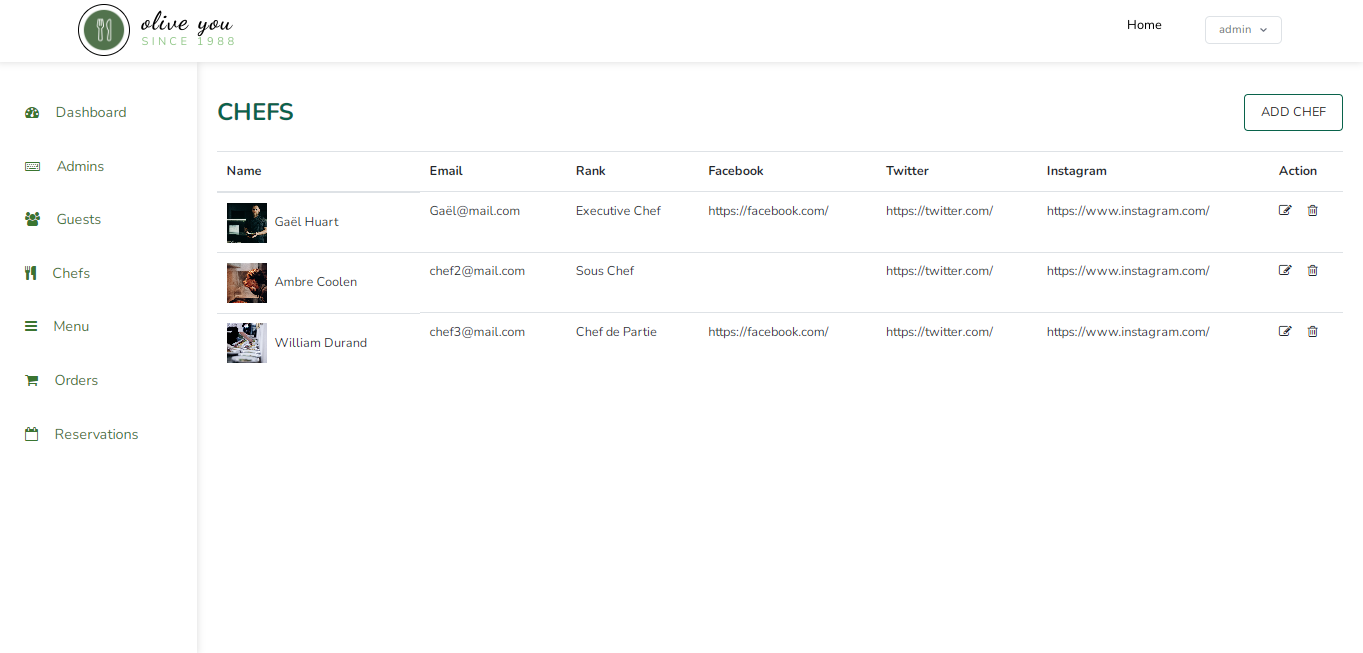 olive you
SINCE 1988
Home
admin
Dashboard
Admins
Guests
Chefs
Menu
Orders
Reservations
CHEFS
ADD CHEF
Name Email Rank Facebook Twitter Instagram Action
Gaël Huart Gaël@mail.com Executive Chef https://facebook.com/ https://twitter.com/ https://www.instagram.com/
Ambre Coolen chef2@mail.com Sous Chef https://twitter.com/ https://www.instagram.com/
William Durand chef3@mail.com Chef de Partie https://facebook.com/ https://twitter.com/ https://www.instagram.com/